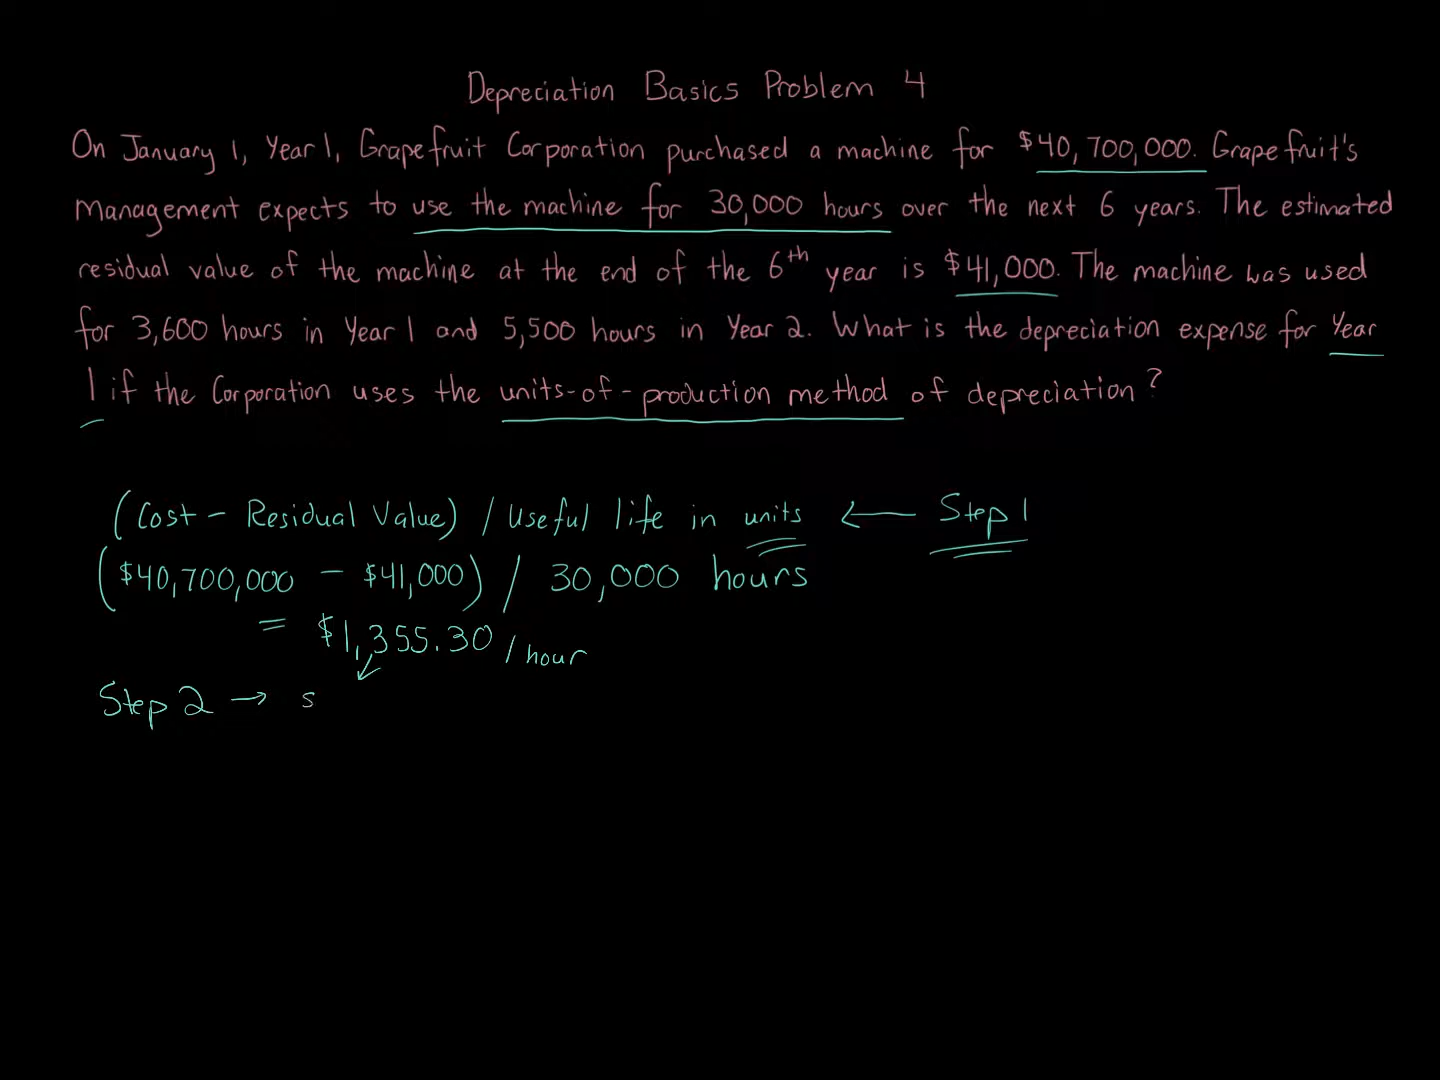 Depreciation Basics Problem 4
On January 1, Year 1, Grapefruit Corporation purchased a machine for $40,700,000. Grapefruit's
Management expects to use the machine for 30,000 hours over the next 6 years. The estimated
residual value of the machine at the end of the 6th year is $41,000. The machine was used
for 3,600 hours in Year 1 and 5,500 hours in Year 2. What is the depreciation expense for Year
1 if the Corporation uses the units-of-production method of depreciation?
(Cost - Residual Value) / Useful life in units ← Step 1
($40,700,000 - $41,000) / 30,000 hours
= $1,355.30 / hour
Step 2 → s